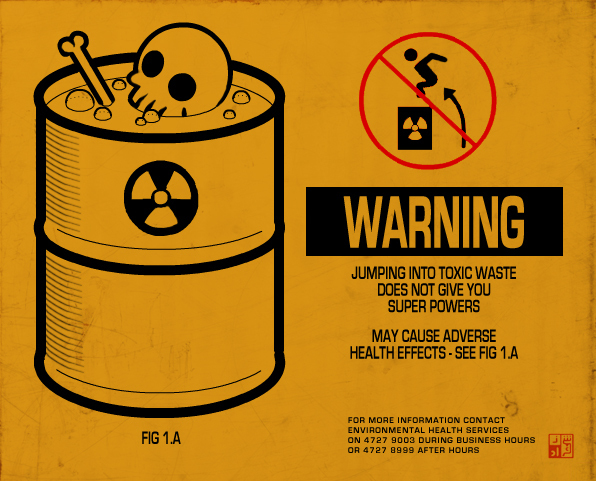 WARNING
JUMPING INTO TOXIC WASTE
DOES NOT GIVE YOU
SUPER POWERS
MAY CAUSE ADVERSE
HEALTH EFFECTS - SEE FIG 1.A
FIG 1.A
FOR MORE INFORMATION CONTACT
ENVIRONMENTAL HEALTH SERVICES
ON 4727 9003 DURING BUSINESS HOURS
OR 4727 8999 AFTER HOURS